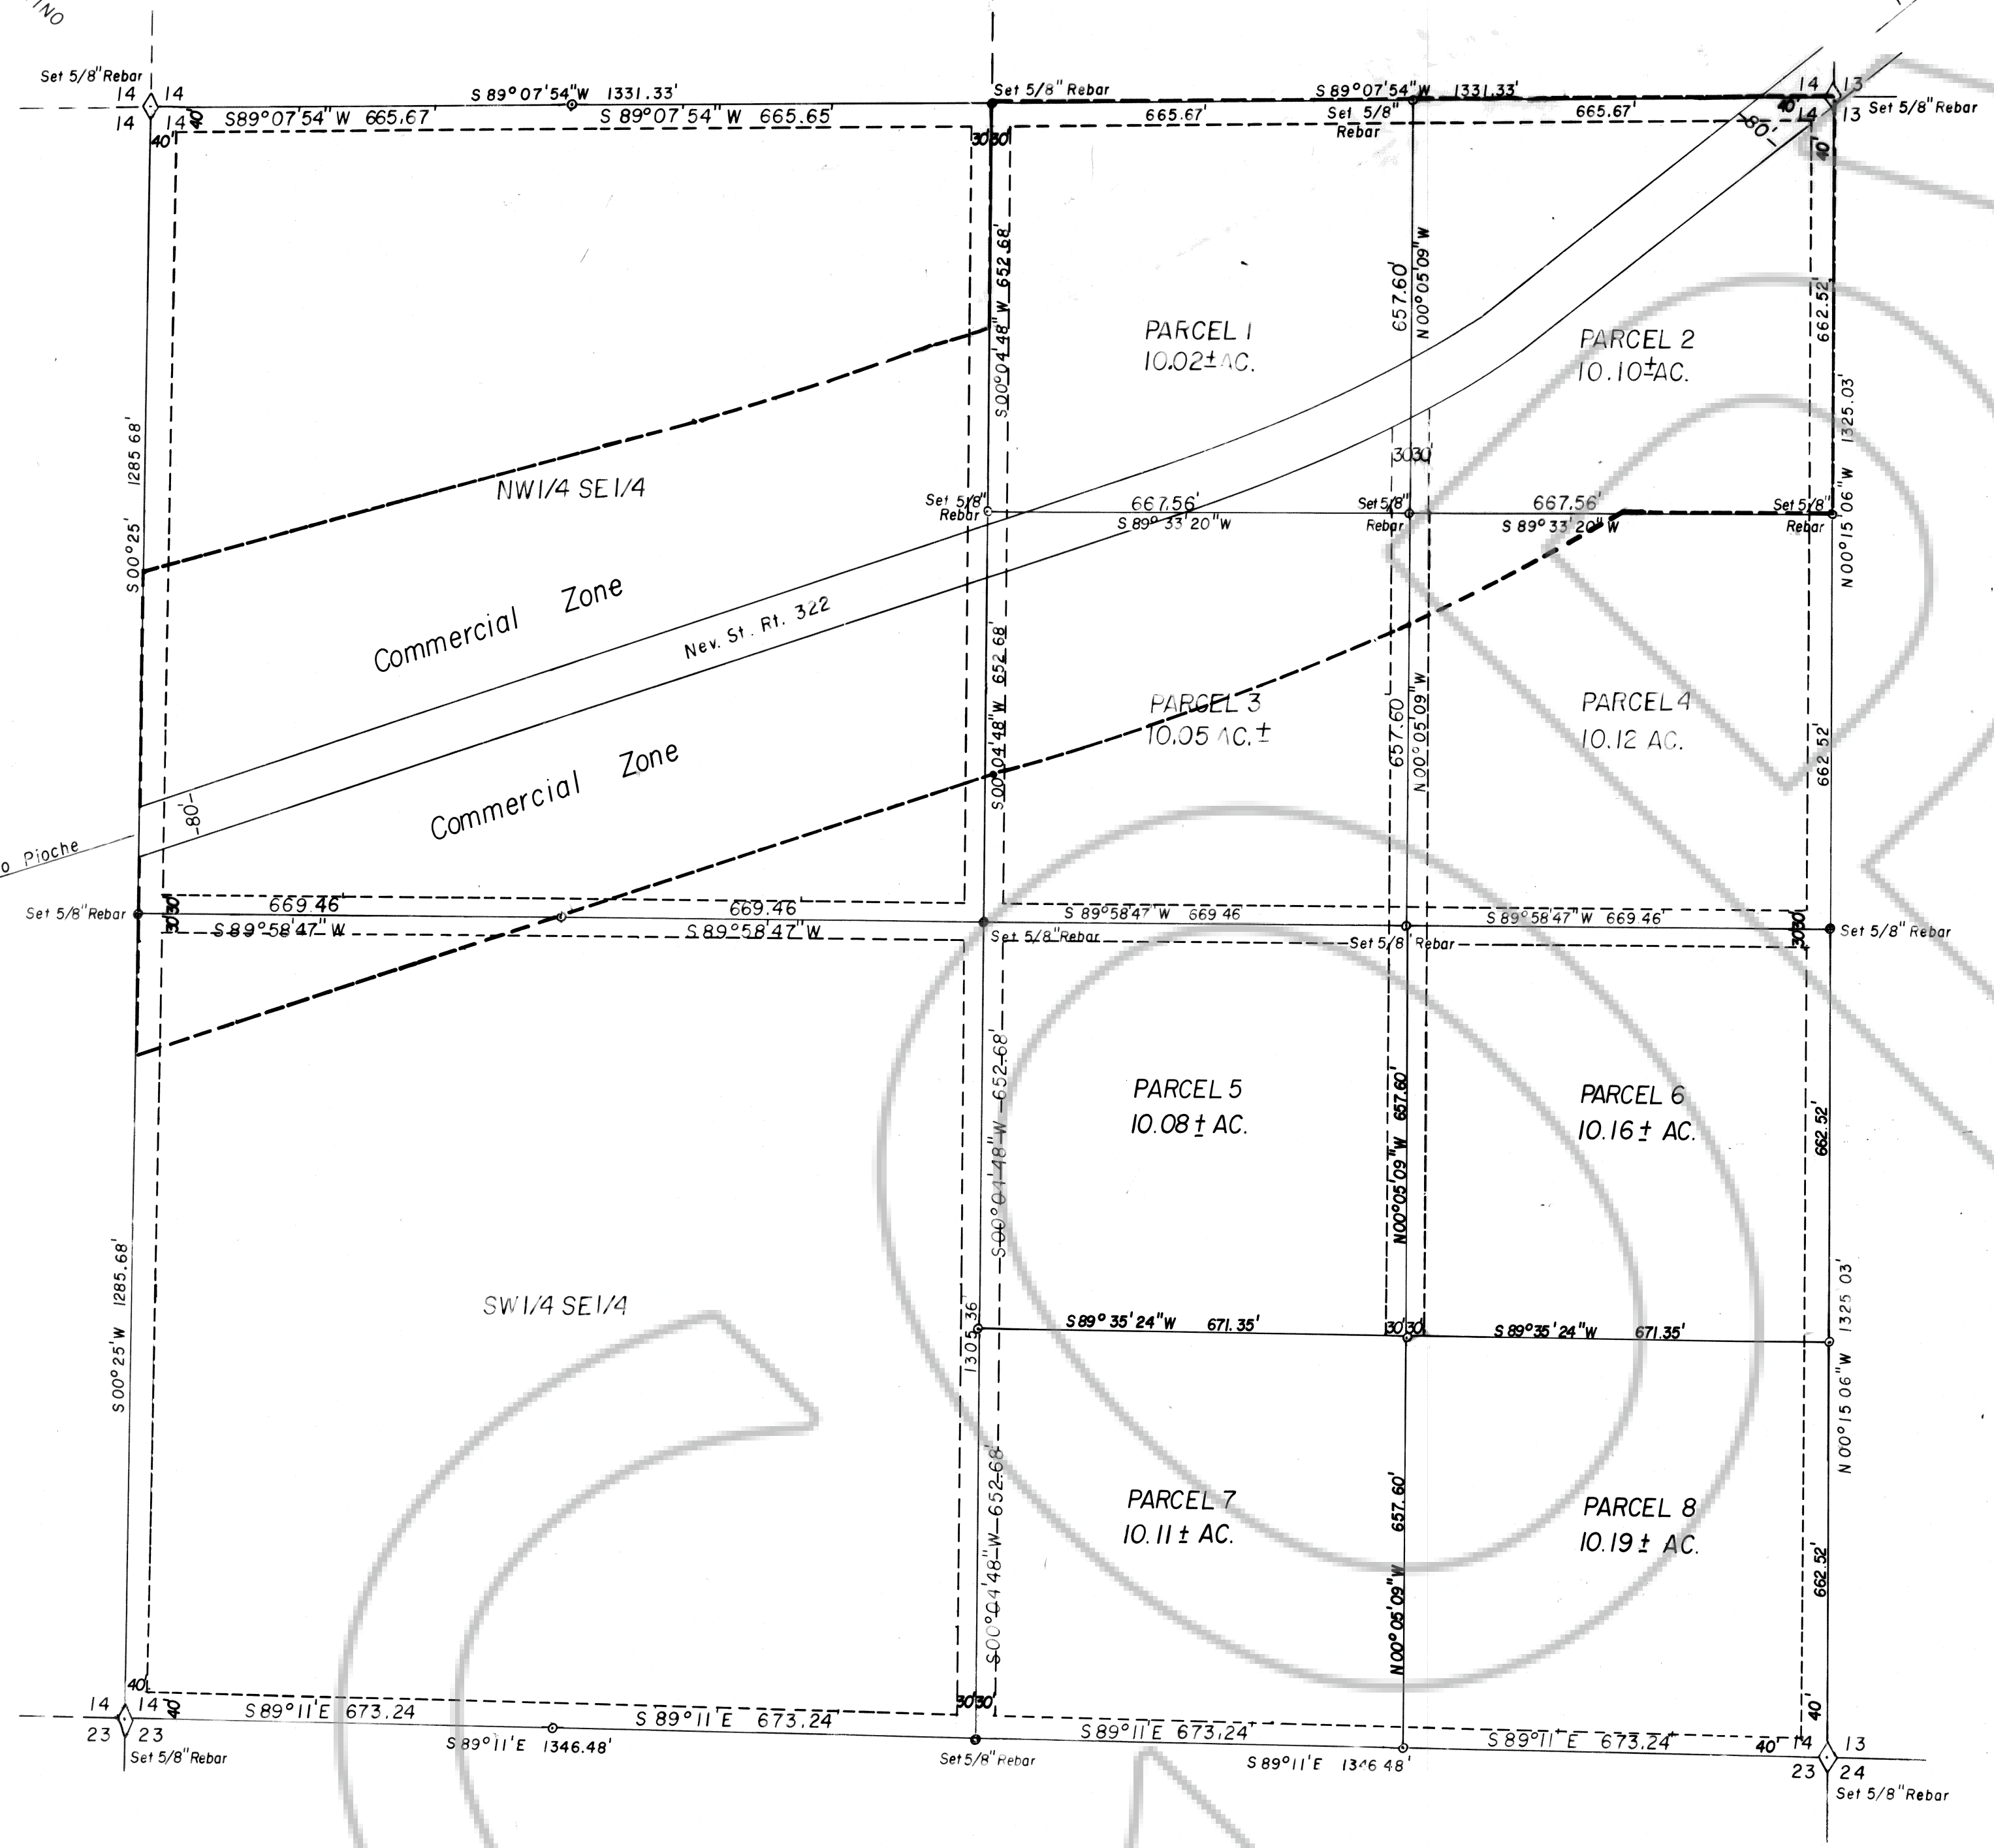 INO
Set 5/8" Rebar
14 14
14 14
S 89° 07' 54" W 1331.33'
S89° 07' 54" W 665.67'
S 89° 07' 54" W 665.65'
40'
40'
Set 5/8" Rebar
S 89° 07' 54" W 1331.33'
665.67'
Set 5/8"
Rebar
665.67'
14 13
14 13
Set 5/8" Rebar
40'
40'
-80'-
30'30'
S 00° 04' 48" W 652.68'
657.60'
N 00° 05' 09" W
662.52'
PARCEL 1
10.02± AC.
PARCEL 2
10.10± AC.
N 00° 15' 06" W 1325.03'
S 00° 25' 1285 68'
NW1/4 SE1/4
30'30'
Set 5/8"
Rebar
667.56'
S 89° 33' 20" W
Set 5/8"
Rebar
667.56'
S 89° 33' 20" W
Set 5/8"
Rebar
Commercial Zone
Nev. St. Rt. 322
S 00° 04' 48" W 652 68'
PARCEL 3
10.05 AC. ±
657.60'
N 00° 05' 09" W
PARCEL 4
10.12 AC.
662.52'
Commercial Zone
-80'-
o Pioche
Set 5/8" Rebar
30'30'
669.46'
S 89° 58' 47" W
669.46'
S 89° 58' 47" W
S 89° 58' 47" W 669 46
S 89° 58' 47" W 669.46'
30'30'
Set 5/8" Rebar
Set 5/8" Rebar
Set 5/8" Rebar
S 00° 04' 48" W 652.68'
PARCEL 5
10.08 ± AC.
N 00° 05' 09" W 657.60'
PARCEL 6
10.16 ± AC.
662.52'
S 00° 25' W 1285.68'
SW1/4 SE1/4
1305.36'
S 89° 35' 24" W 671.35'
30'30'
S 89° 35' 24" W 671.35'
N 00° 15 06" W 1325 03'
S 00° 04' 48" W 652.68'
PARCEL 7
10.11 ± AC.
N 00° 05' 09" W 657.60'
PARCEL 8
10.19 ± AC.
662 52'
40'
40'
14 14
23 23
Set 5/8" Rebar
S 89° 11' E 673.24
S 89° 11' E 1346.48'
S 89° 11' E 673.24'
30'30'
Set 5/8" Rebar
S 89° 11' E 673.24'
S 89° 11' E 1346 48'
S 89° 11' E 673.24'
40'
40'
14 13
23 24
Set 5/8" Rebar